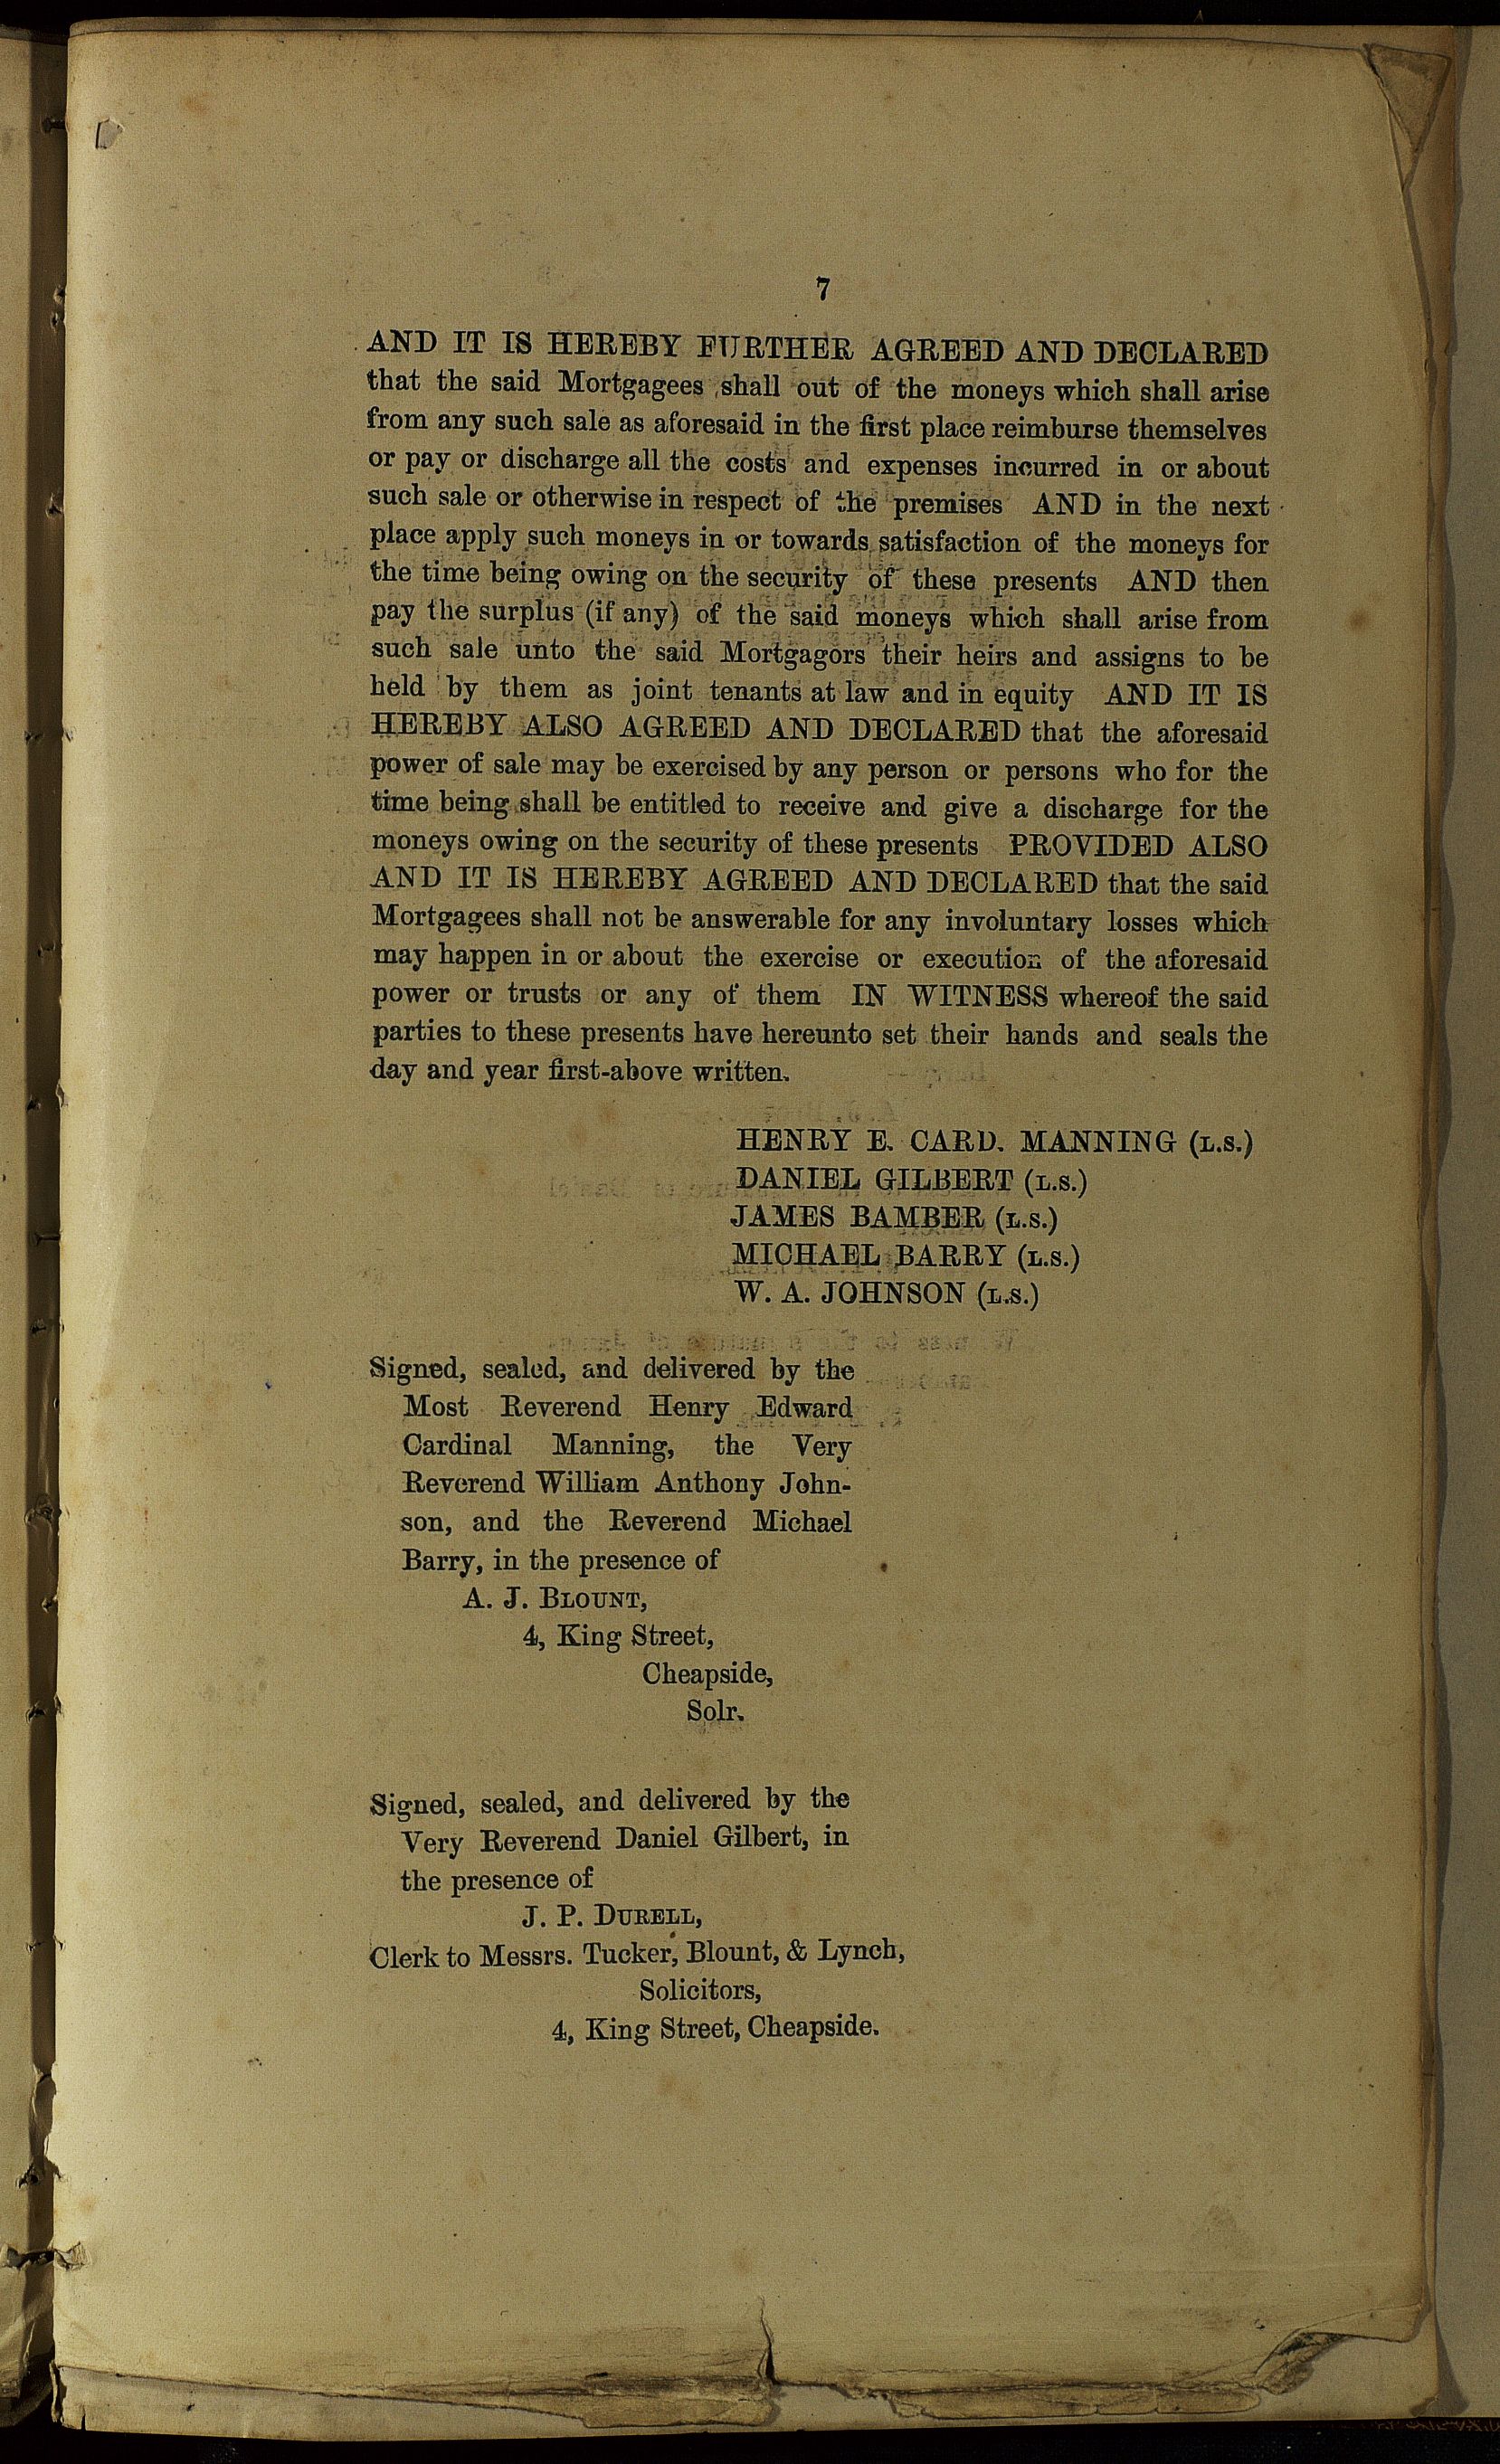 7
AND IT IS HEREBY FURTHER AGREED AND DECLARED
that the said Mortgagees shall out of the moneys which shall arise
from any such sale as aforesaid in the first place reimburse themselves
or pay or discharge all the costs and expenses incurred in or about
such sale or otherwise in respect of the premises AND in the next
place apply such moneys in or towards satisfaction of the moneys for
the time being owing on the security of these presents AND then
pay the surplus (if any) of the said moneys which shall arise from
such sale unto the said Mortgagors their heirs and assigns to be
held by them as joint tenants at law and in equity AND IT IS
HEREBY ALSO AGREED AND DECLARED that the aforesaid
power of sale may be exercised by any person or persons who for the
time being shall be entitled to receive and give a discharge for the
moneys owing on the security of these presents PROVIDED ALSO
AND IT IS HEREBY AGREED AND DECLARED that the said
Mortgagees shall not be answerable for any involuntary losses which
may happen in or about the exercise or execution of the aforesaid
power or trusts or any of them IN WITNESS whereof the said
parties to these presents have hereunto set their hands and seals the
day and year first-above written.
HENRY E. CARD. MANNING (L.S.)
DANIEL GILBERT (L.S.)
JAMES BAMBER (L.S.)
MICHAEL BARRY (L.S.)
W. A. JOHNSON (L.S.)
Signed, sealed, and delivered by the
Most Reverend Henry Edward
Cardinal Manning, the Very
Reverend William Anthony John-
son, and the Reverend Michael
Barry, in the presence of
A. J. BLOUNT,
4, King Street,
Cheapside,
Solr.
Signed, sealed, and delivered by the
Very Reverend Daniel Gilbert, in
the presence of
J. P. DURELL,
Clerk to Messrs. Tucker, Blount, & Lynch,
Solicitors,
4, King Street, Cheapside.